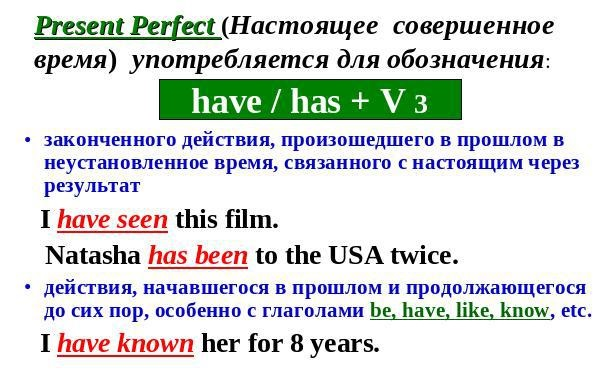 Present Perfect (Настоящее совершенное
время) употребляется для обозначения:
have / has + V 3
• законченного действия, произошедшего в прошлом в
неустановленное время, связанного с настоящим через
результат
I have seen this film.
Natasha has been to the USA twice.
• действия, начавшегося в прошлом и продолжающегося
до сих пор, особенно с глаголами be, have, like, know, etc.
I have known her for 8 years.